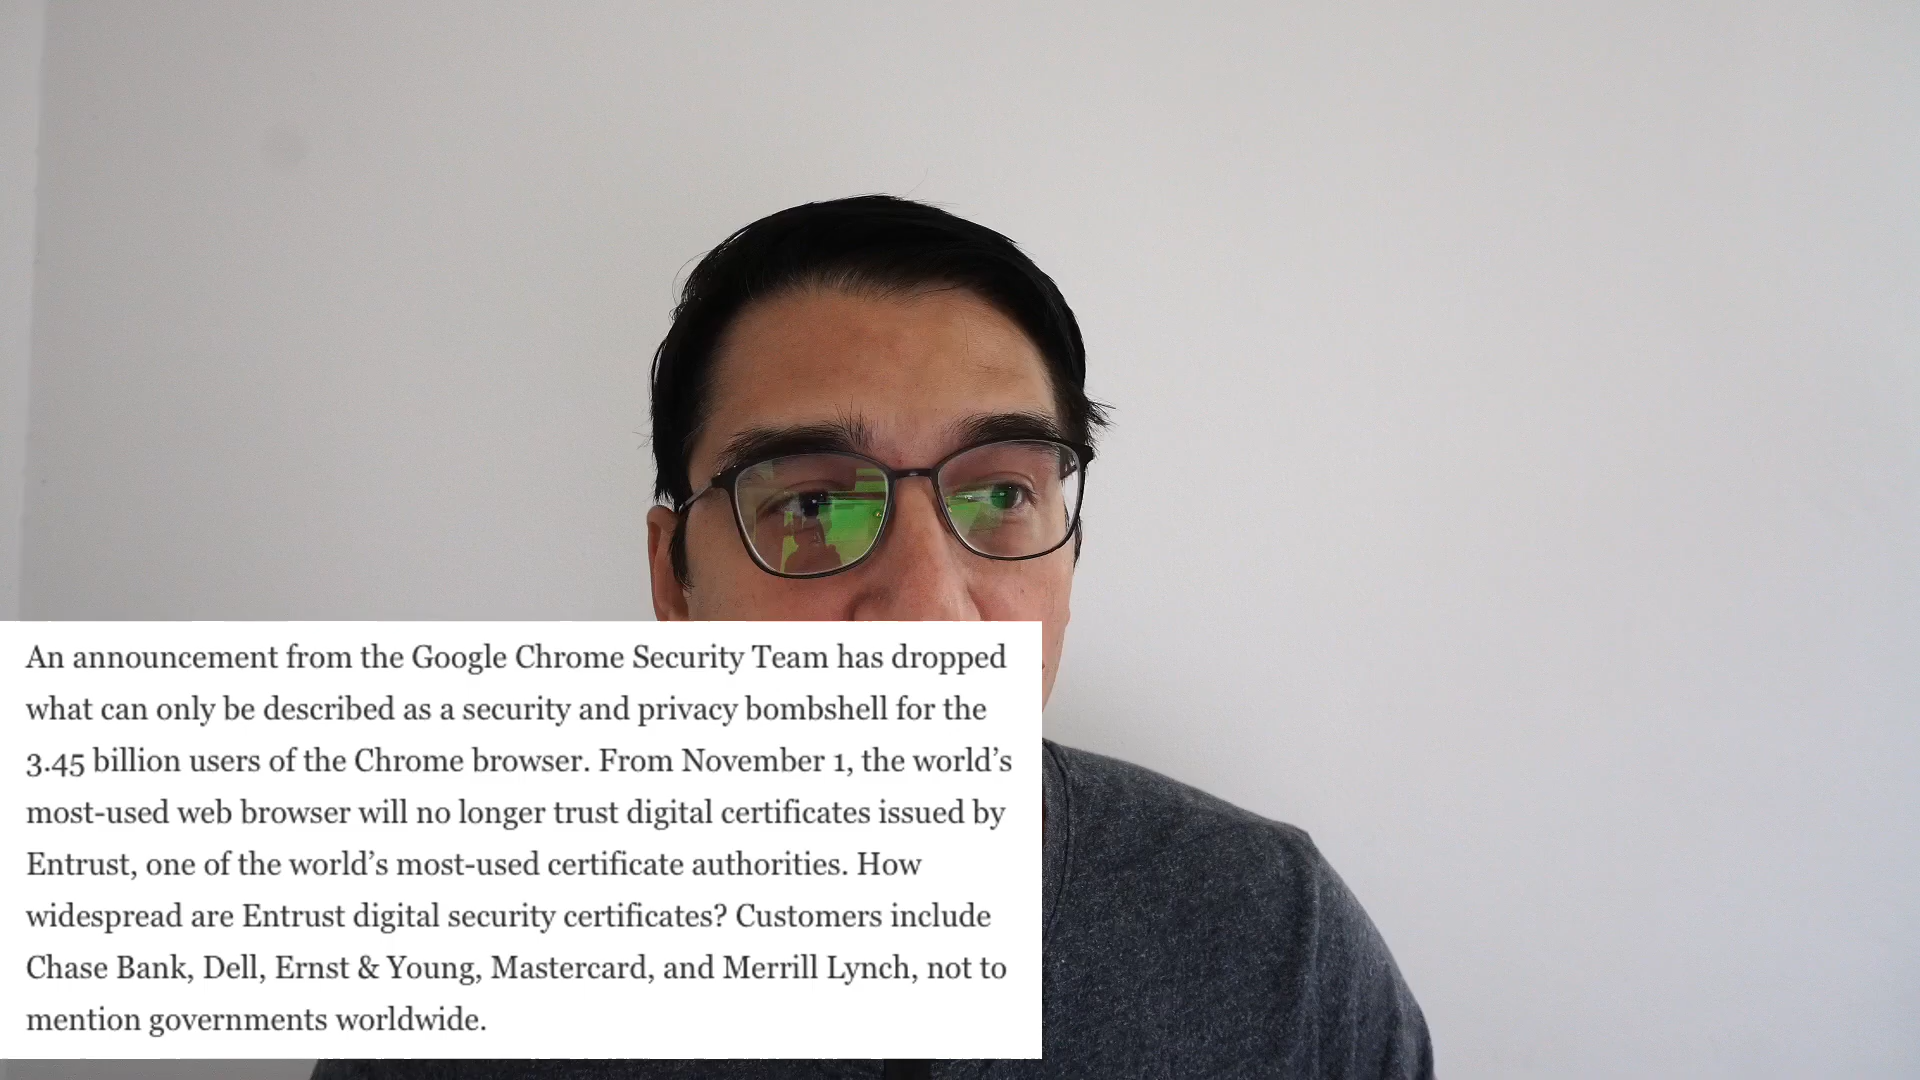 An announcement from the Google Chrome Security Team has dropped
what can only be described as a security and privacy bombshell for the
3.45 billion users of the Chrome browser. From November 1, the world’s
most-used web browser will no longer trust digital certificates issued by
Entrust, one of the world’s most-used certificate authorities. How
widespread are Entrust digital security certificates? Customers include
Chase Bank, Dell, Ernst & Young, Mastercard, and Merrill Lynch, not to
mention governments worldwide.